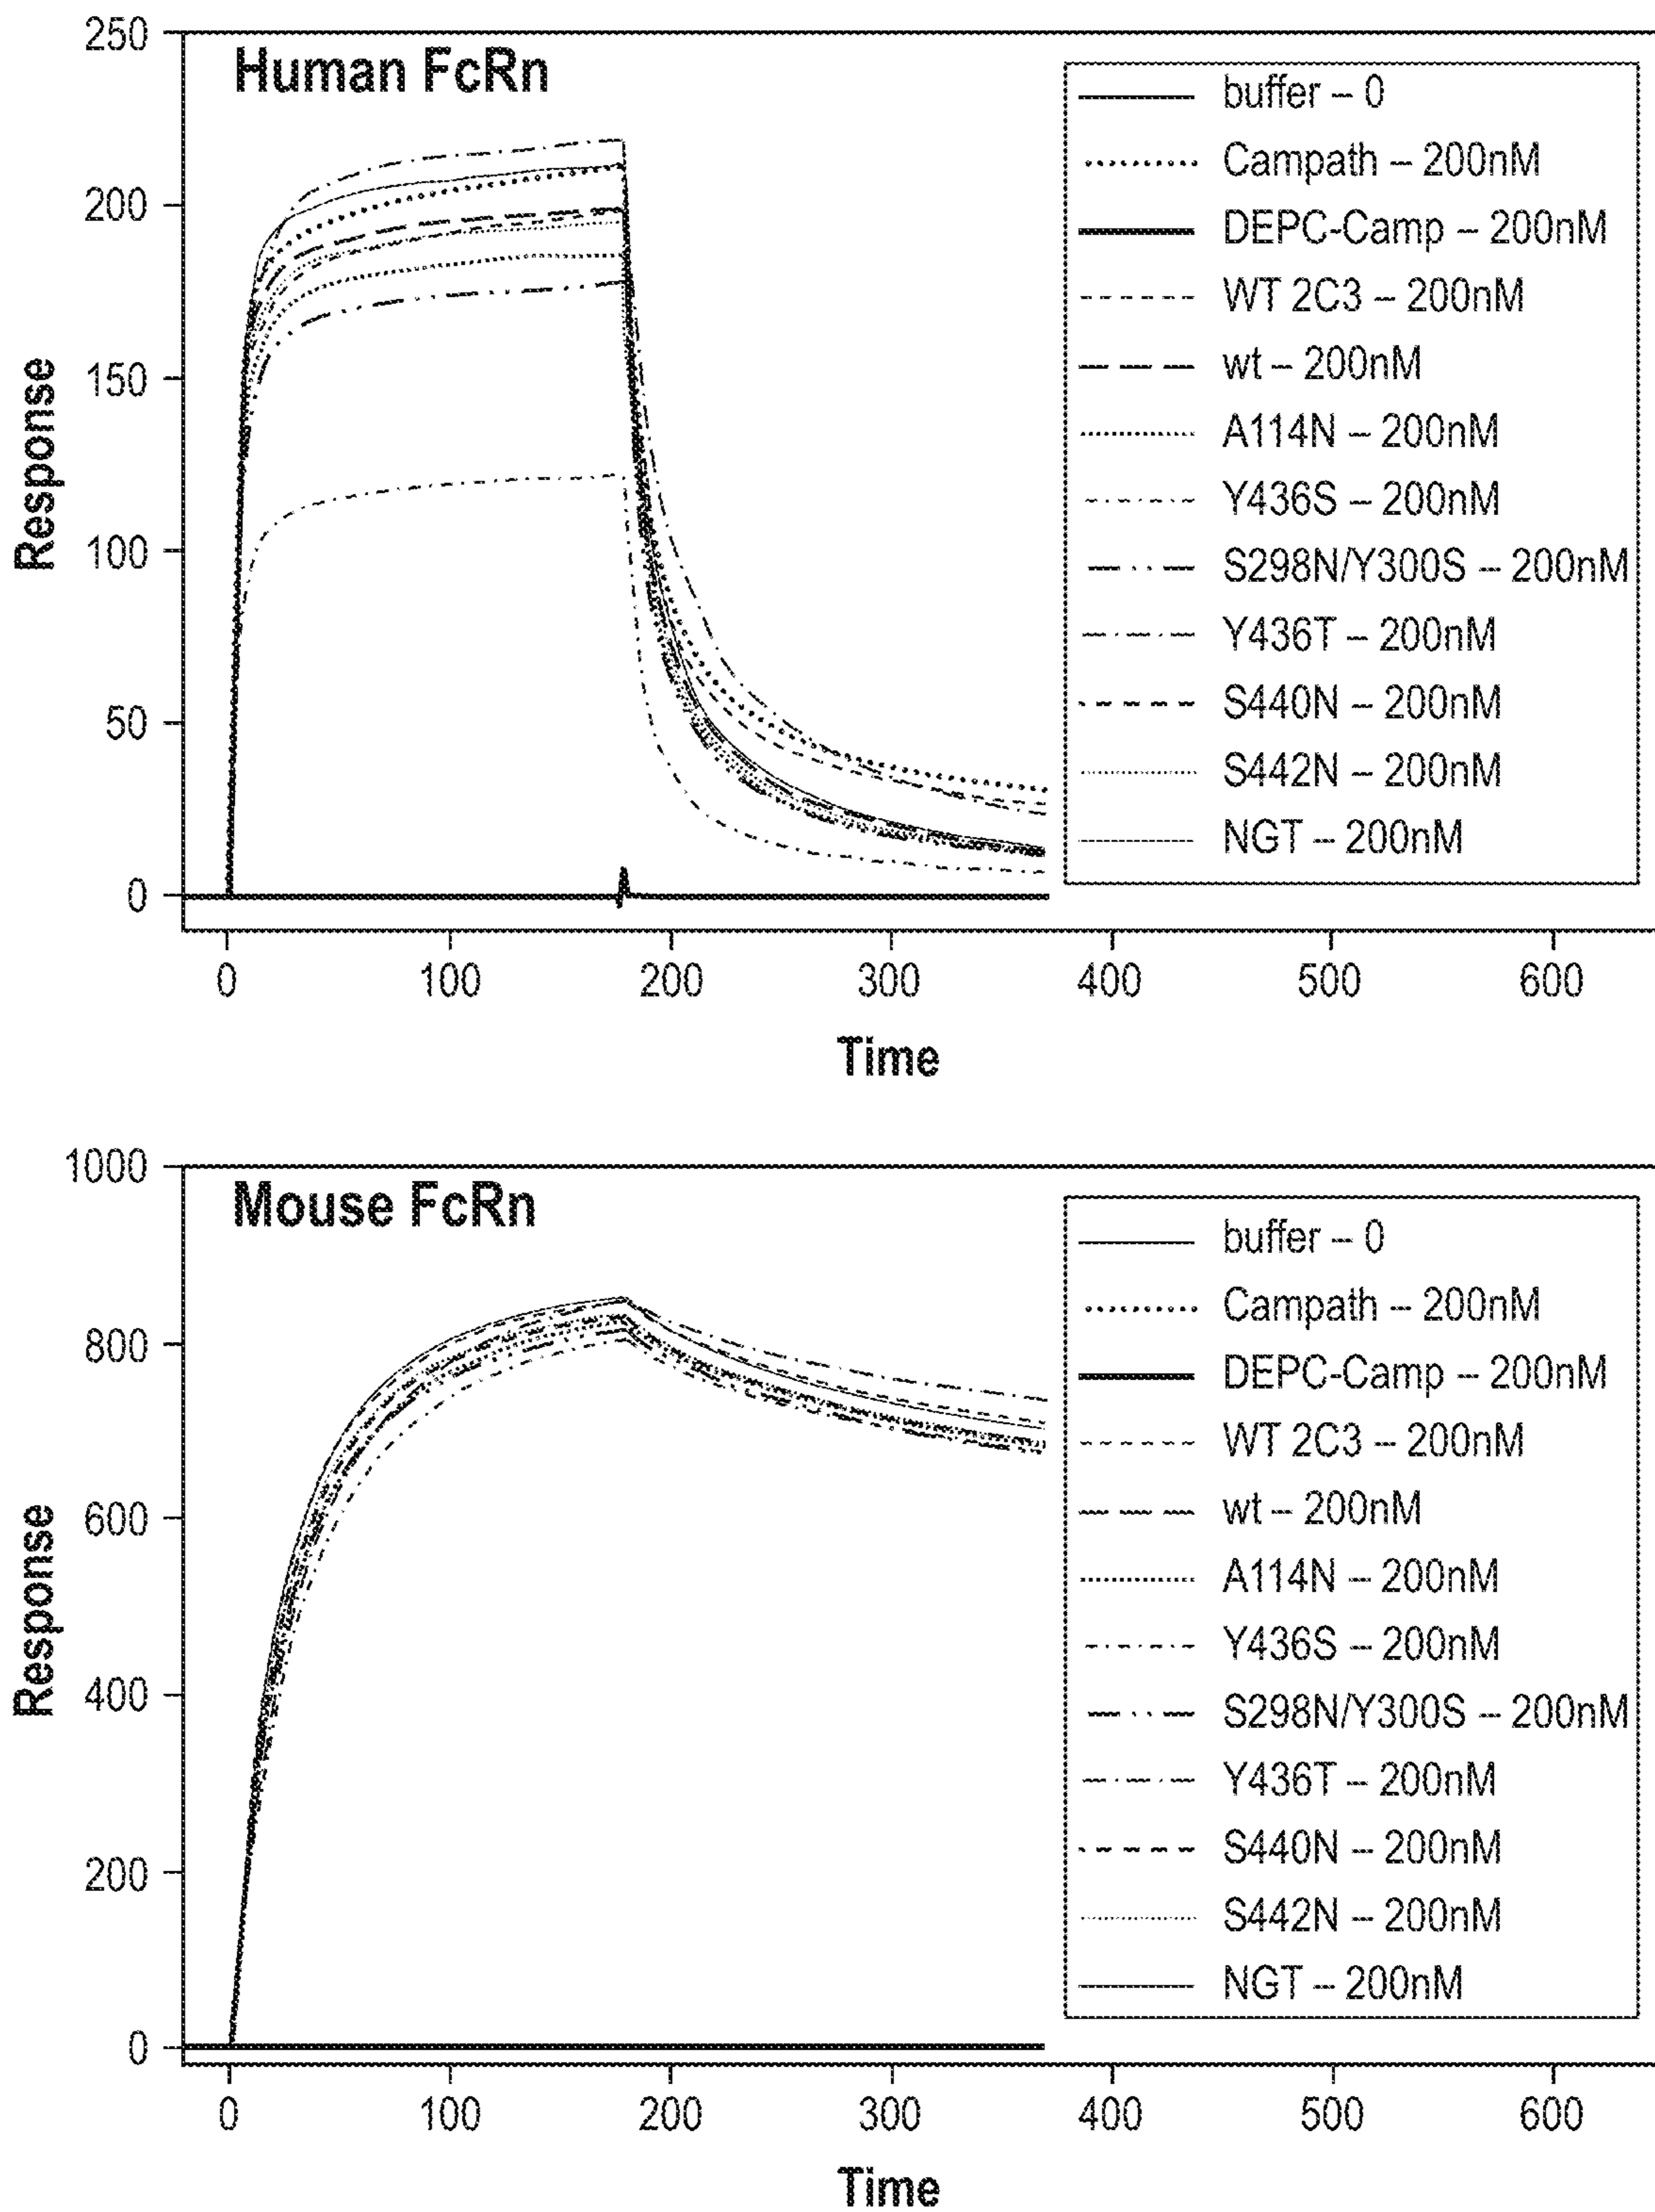 Human FcRn
250
200
150
100
50
0
Response
0 100 200 300 400 500 600
Time
buffer – 0
Campath – 200nM
DEPC-Camp – 200nM
WT 2C3 – 200nM
wt – 200nM
A114N – 200nM
Y436S – 200nM
S298N/Y300S – 200nM
Y436T – 200nM
S440N – 200nM
S442N – 200nM
NGT – 200nM
Mouse FcRn
1000
800
600
400
200
0
Response
0 100 200 300 400 500 600
Time
buffer – 0
Campath – 200nM
DEPC-Camp – 200nM
WT 2C3 – 200nM
wt – 200nM
A114N – 200nM
Y436S – 200nM
S298N/Y300S – 200nM
Y436T – 200nM
S440N – 200nM
S442N – 200nM
NGT – 200nM